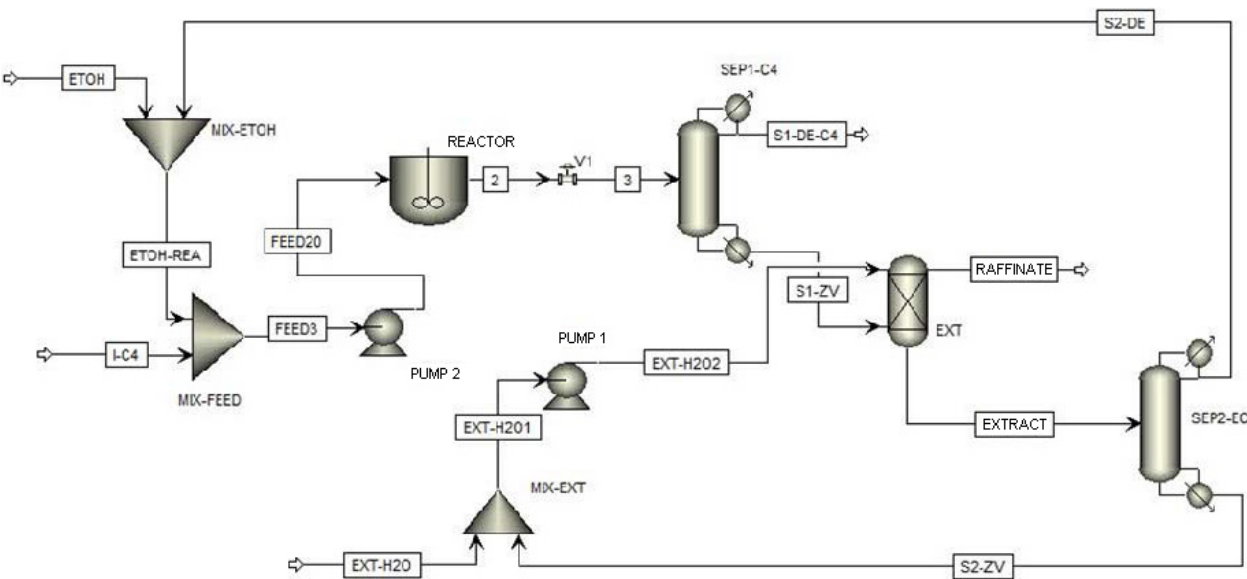 S2-DE
ETOH
SEP1-C4
MIX-ETOH
S1-DE-C4
REACTOR
V1
2
3
FEED20
ETOH-REA
RAFFINATE
S1-ZV
EXT
FEED3
PUMP 1
EXT-H202
I-C4
PUMP 2
MIX-FEED
EXT-H201
EXTRACT
SEP2-EO
MIX-EXT
EXT-H20
S2-ZV